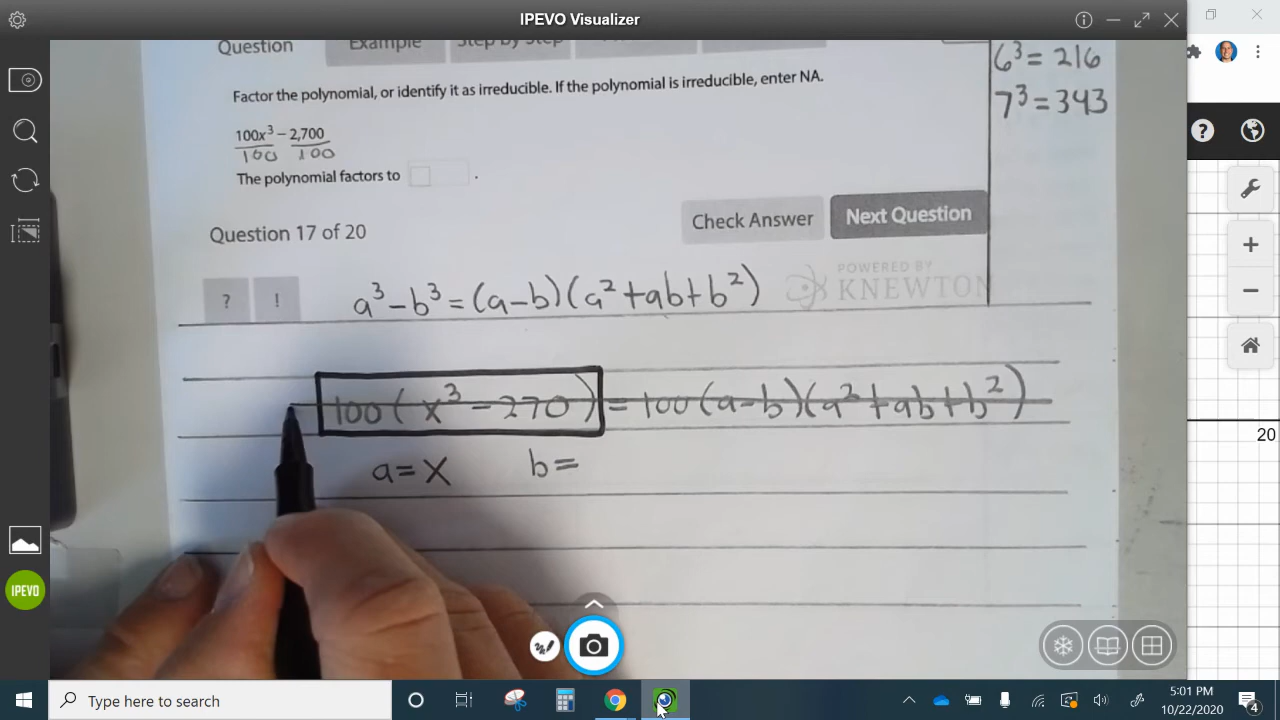 IPEVO Visualizer
Question
Example
Step by Step
6³ = 216
7³ = 343
Factor the polynomial, or identify it as irreducible. If the polynomial is irreducible, enter NA.
100x³ − 2,700
100 100
The polynomial factors to .
Check Answer
Next Question
Question 17 of 20
? !
POWERED BY
KNEWTON
a³ − b³ = (a−b)(a² + ab + b²)
100( x³ − 270 ) = 100(a−b)(a² + ab + b²)
a = x b =
20
IPEVO
Type here to search
5:01 PM
10/22/2020
4